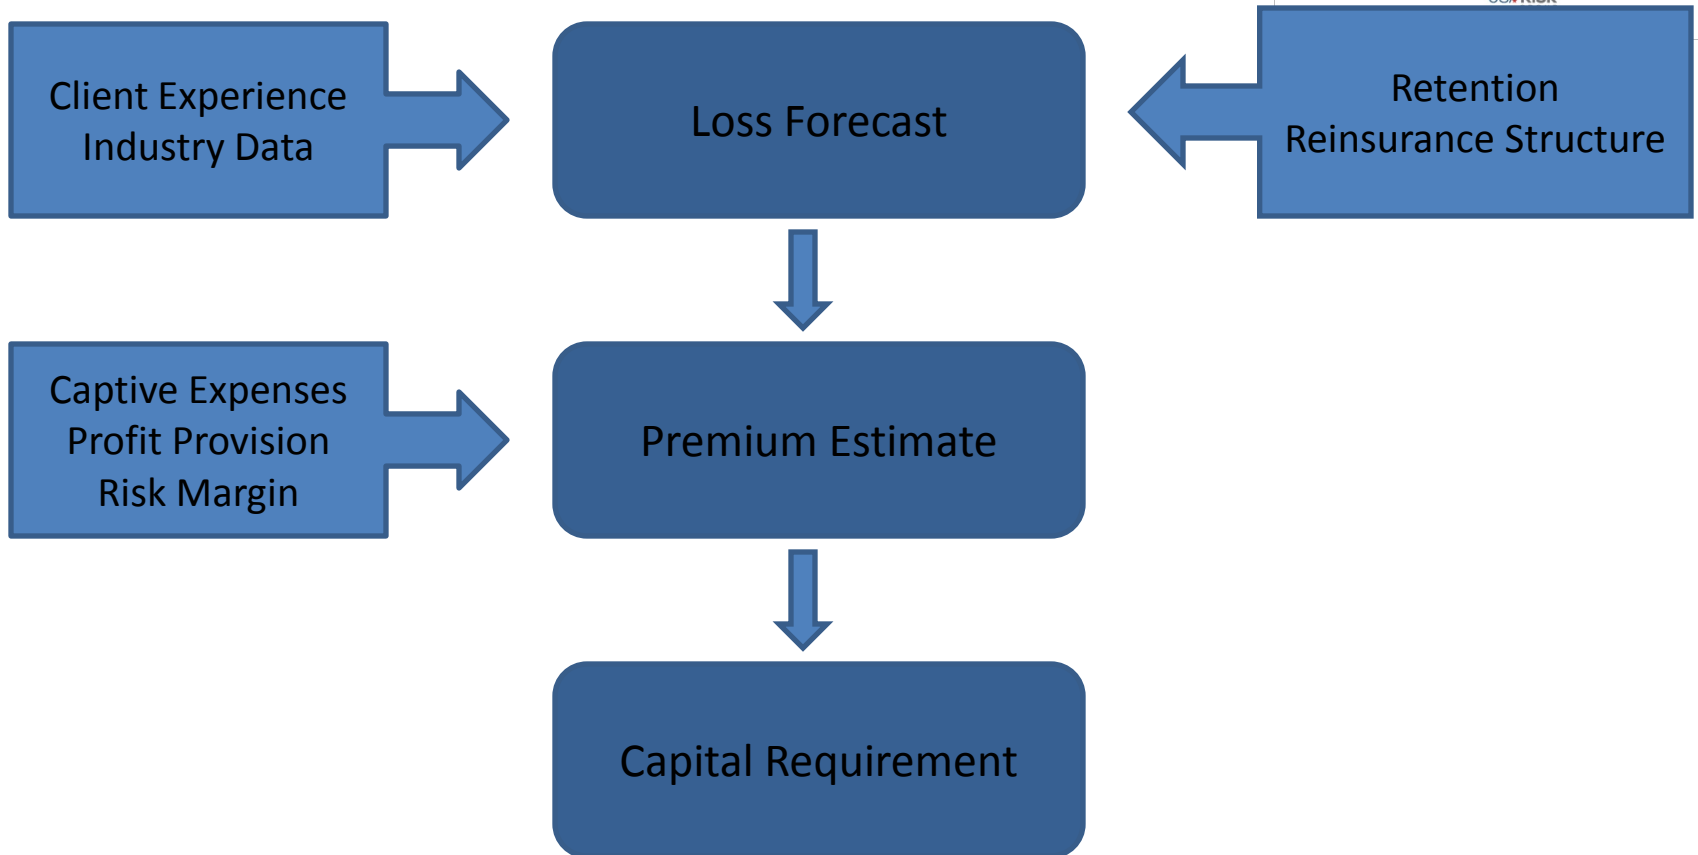 Client Experience
Industry Data
Loss Forecast
Retention
Reinsurance Structure
Captive Expenses
Profit Provision
Risk Margin
Premium Estimate
Capital Requirement